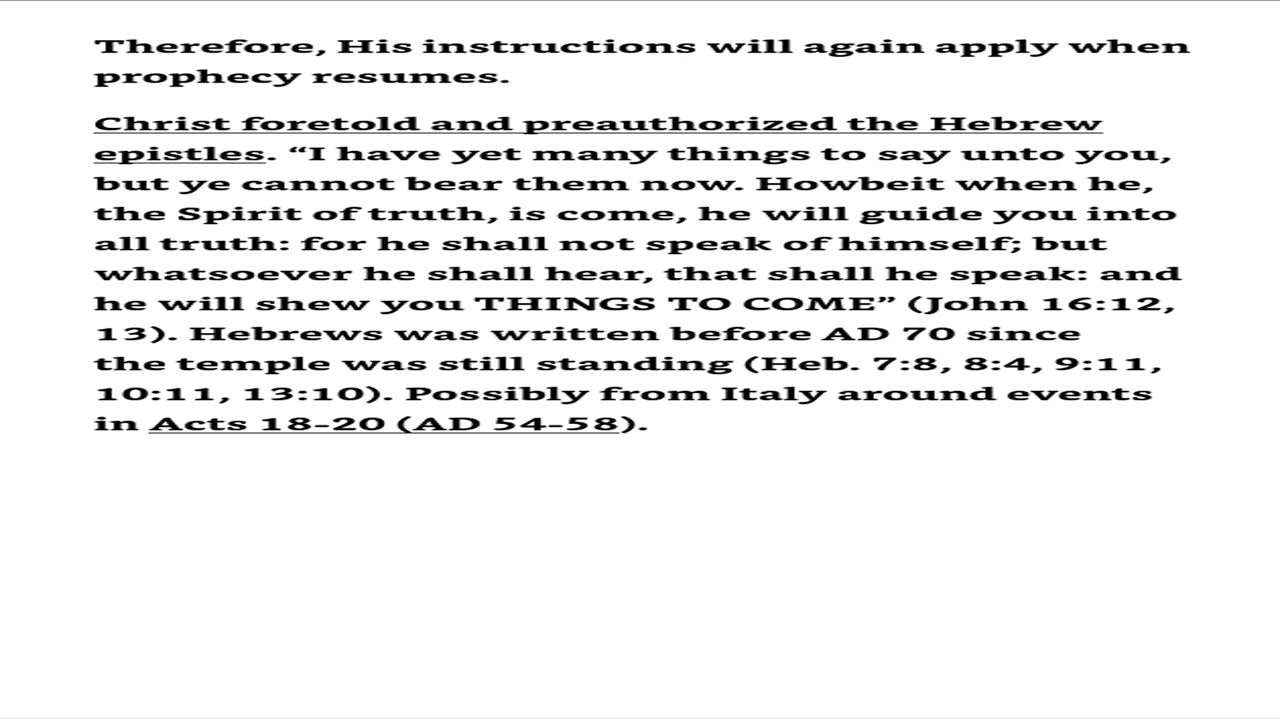 Therefore, His instructions will again apply when
prophecy resumes.
Christ foretold and preauthorized the Hebrew
epistles. “I have yet many things to say unto you,
but ye cannot bear them now. Howbeit when he,
the Spirit of truth, is come, he will guide you into
all truth: for he shall not speak of himself; but
whatsoever he shall hear, that shall he speak: and
he will shew you THINGS TO COME” (John 16:12,
13). Hebrews was written before AD 70 since
the temple was still standing (Heb. 7:8, 8:4, 9:11,
10:11, 13:10). Possibly from Italy around events
in Acts 18-20 (AD 54-58).